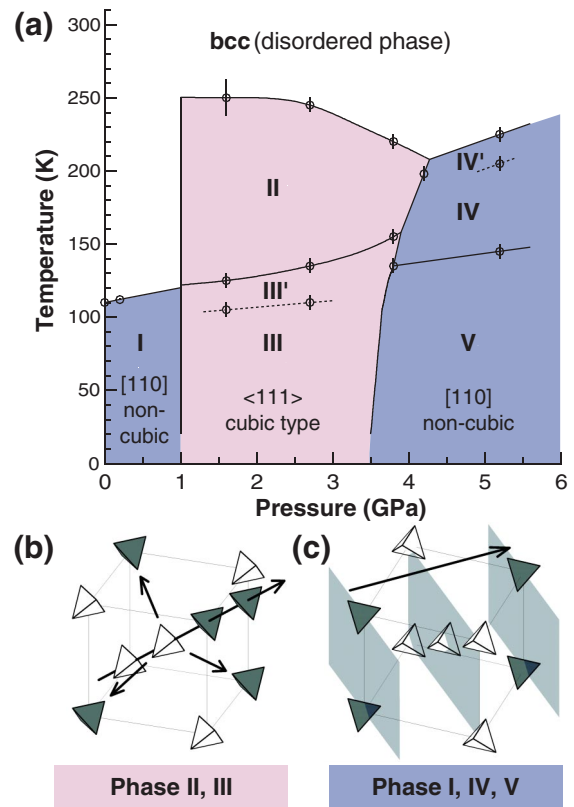 (a)
300
250
200
150
100
50
0
Temperature (K)
bcc (disordered phase)
II
IV'
IV
III'
I
III
V
[110]
non-
cubic
<111>
cubic type
[110]
non-cubic
0 1 2 3 4 5 6
Pressure (GPa)
(b)
(c)
Phase II, III
Phase I, IV, V